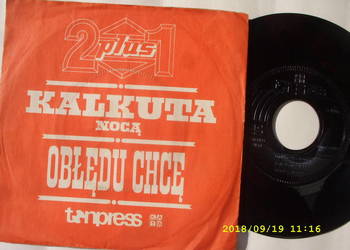 2 plus 1
KALKUTA
NOCĄ
OBŁĘDU CHCĘ
tonpress
2018/09/19 11:16